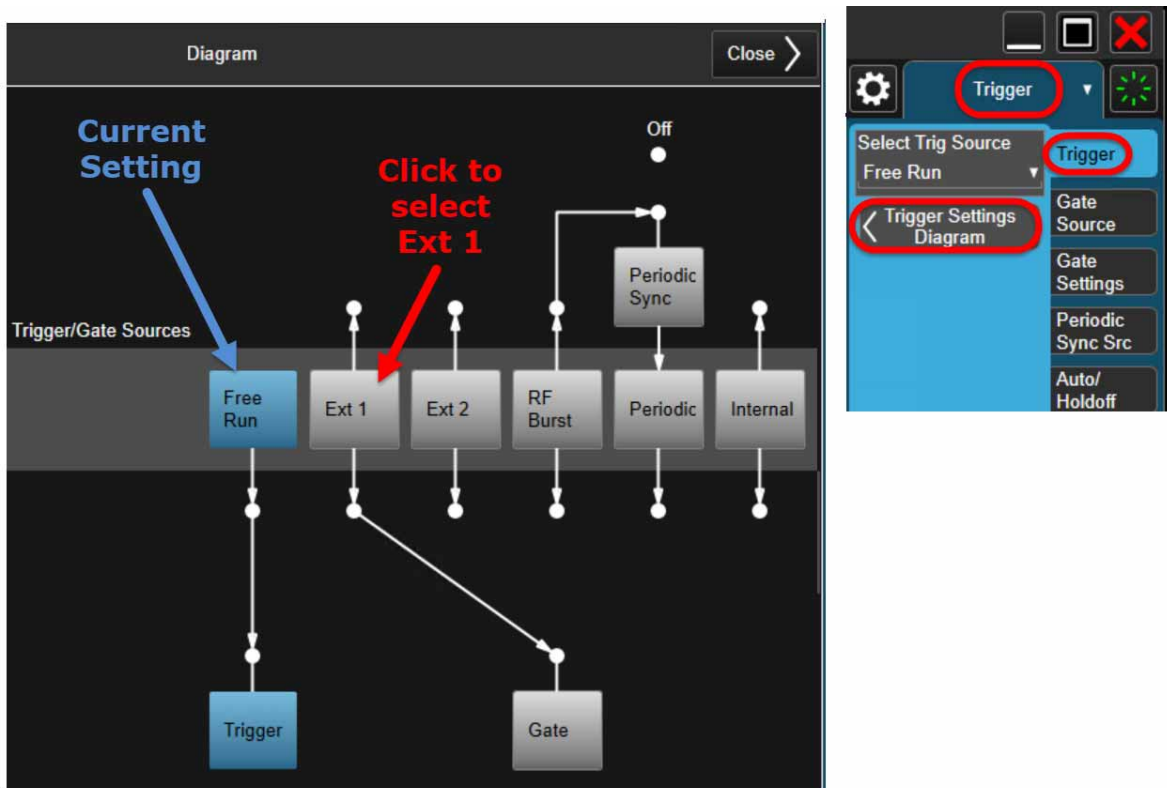 Diagram
Close
Current
Setting
Click to
select
Ext 1
Off
Periodic
Sync
Trigger/Gate Sources
Free
Run
Ext 1
Ext 2
RF
Burst
Periodic
Internal
Trigger
Gate
Trigger
Select Trig Source
Free Run
Trigger Settings
Diagram
Trigger
Gate
Source
Gate
Settings
Periodic
Sync Src
Auto/
Holdoff